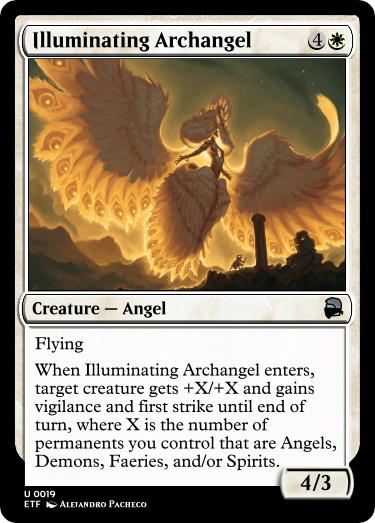 Illuminating Archangel 4
Creature — Angel
Flying
When Illuminating Archangel enters,
target creature gets +X/+X and gains
vigilance and first strike until end of
turn, where X is the number of
permanents you control that are Angels,
Demons, Faeries, and/or Spirits.
4/3
U 0019
ETF Alejandro Pacheco